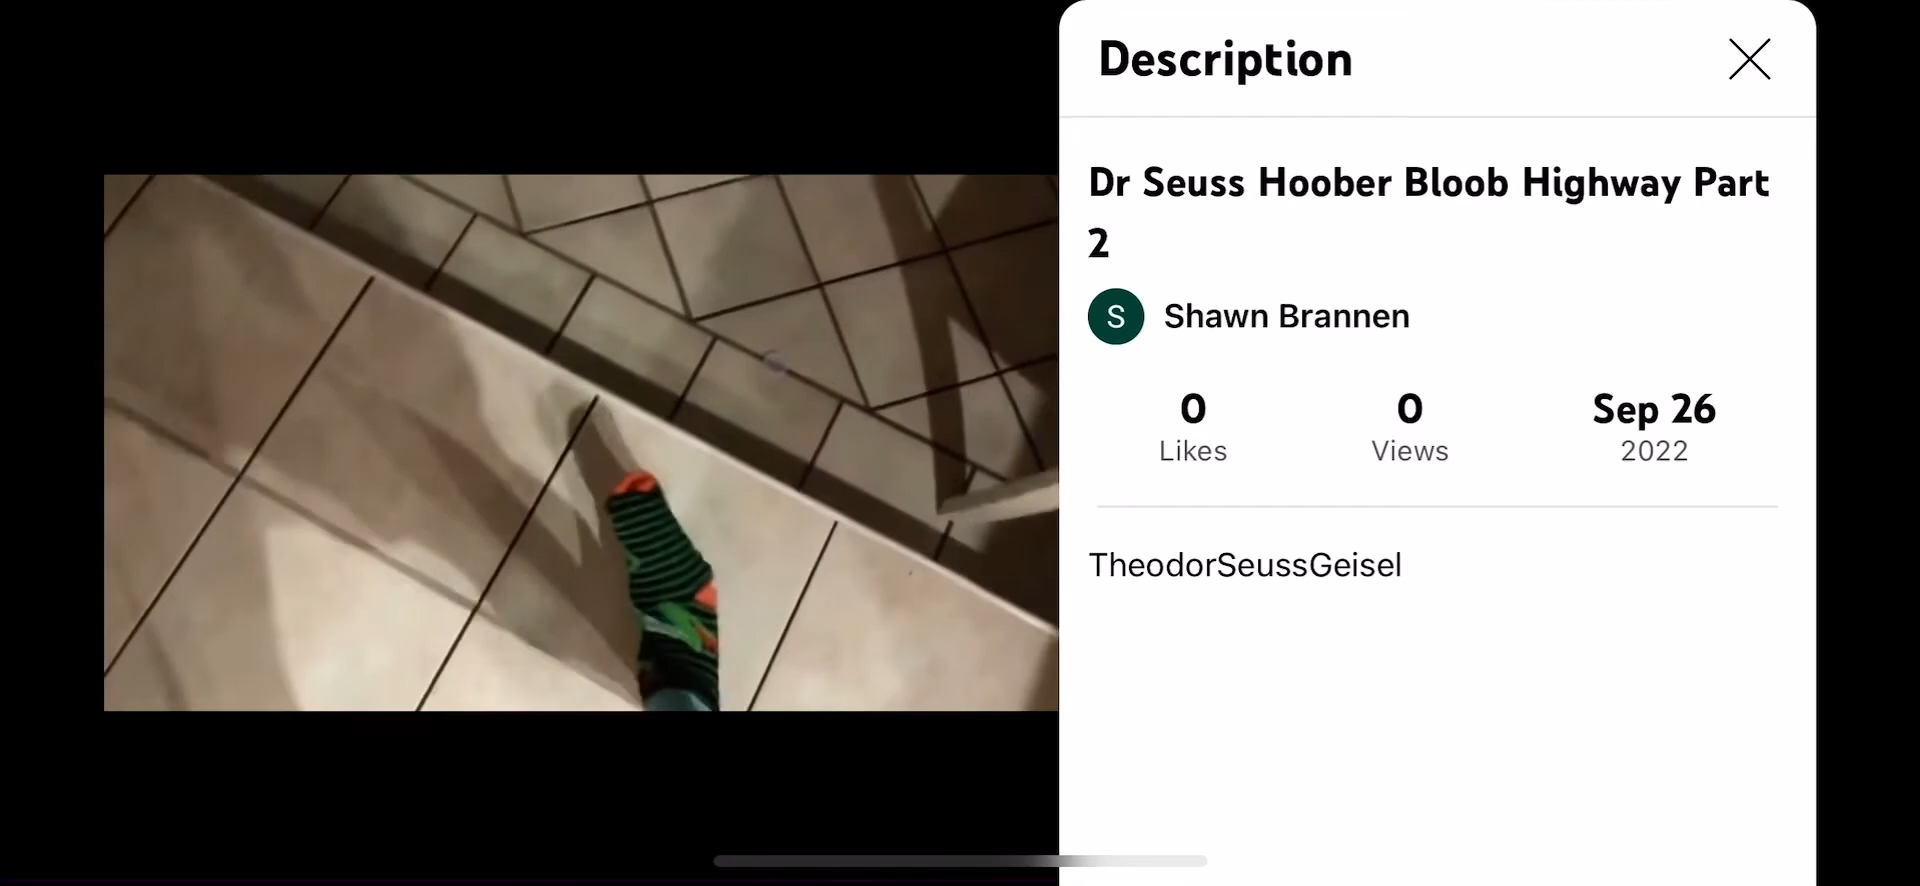 Description
Dr Seuss Hoober Bloob Highway Part
2
S Shawn Brannen
0 0 Sep 26
Likes Views 2022
TheodorSeussGeisel